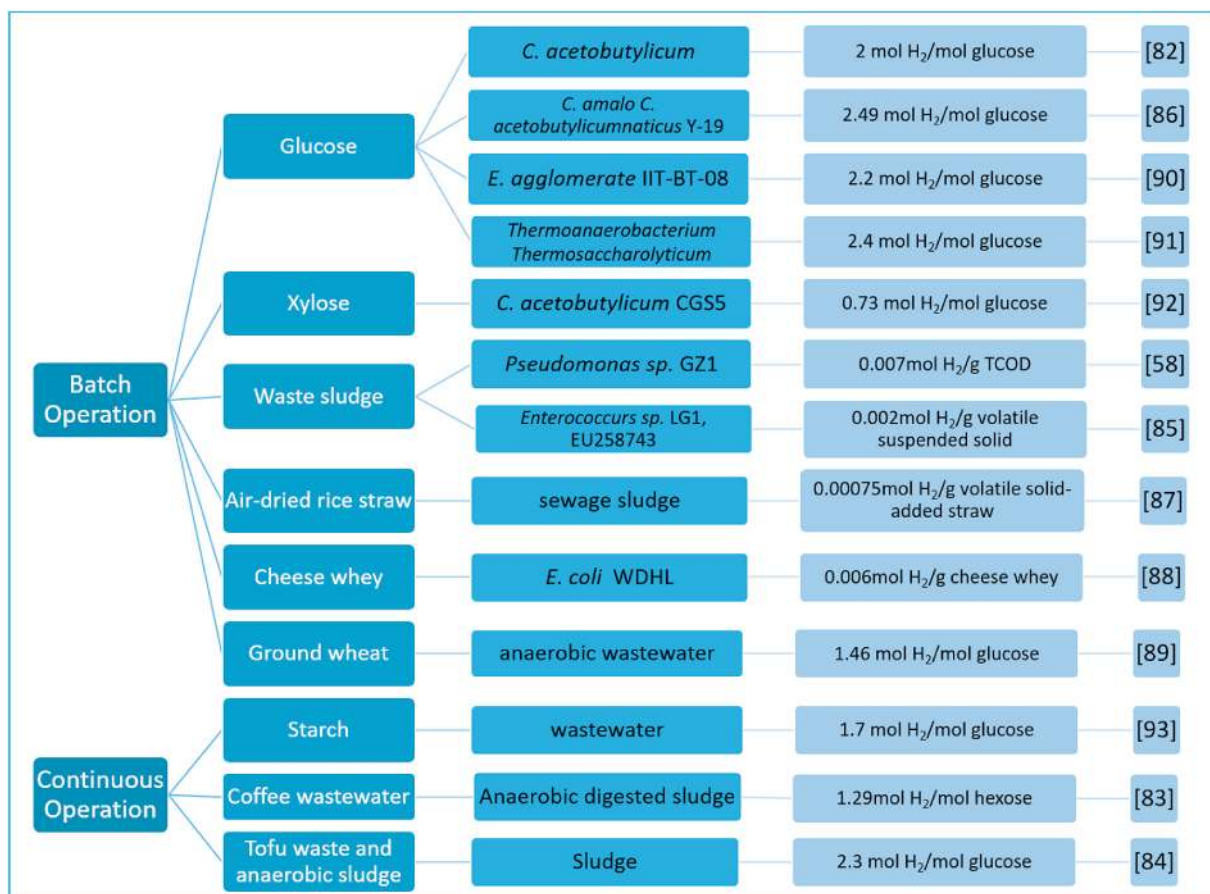 Batch
Operation
Glucose
C. acetobutylicum
2 mol H₂/mol glucose
[82]
C. amalo C.
acetobutylicumnaticus Y-19
2.49 mol H₂/mol glucose
[86]
E. agglomerate IIT-BT-08
2.2 mol H₂/mol glucose
[90]
Thermoanaerobacterium
Thermosaccharolyticum
2.4 mol H₂/mol glucose
[91]
Xylose
C. acetobutylicum CGS5
0.73 mol H₂/mol glucose
[92]
Waste sludge
Pseudomonas sp. GZ1
0.007mol H₂/g TCOD
[58]
Enterococcurs sp. LG1,
EU258743
0.002mol H₂/g volatile
suspended solid
[85]
Air-dried rice straw
sewage sludge
0.00075mol H₂/g volatile solid-
added straw
[87]
Cheese whey
E. coli WDHL
0.006mol H₂/g cheese whey
[88]
Ground wheat
anaerobic wastewater
1.46 mol H₂/mol glucose
[89]
Continuous
Operation
Starch
wastewater
1.7 mol H₂/mol glucose
[93]
Coffee wastewater
Anaerobic digested sludge
1.29mol H₂/mol hexose
[83]
Tofu waste and
anaerobic sludge
Sludge
2.3 mol H₂/mol glucose
[84]